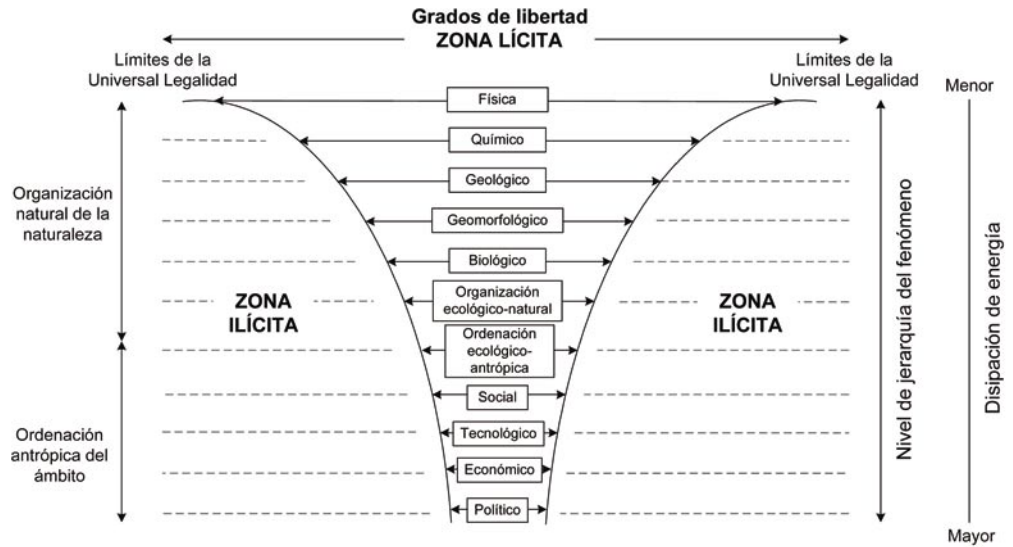 Grados de libertad
ZONA LÍCITA
Límites de la
Universal Legalidad
Límites de la
Universal Legalidad
Menor
Física
Químico
Geológico
Organización
natural de la
naturaleza
Geomorfológico
Biológico
ZONA
ILÍCITA
Organización
ecológico-natural
ZONA
ILÍCITA
Ordenación
ecológico-
antrópica
Social
Ordenación
antrópica del
ámbito
Tecnológico
Económico
Político
Nivel de jerarquía del fenómeno
Disipación de energía
Mayor